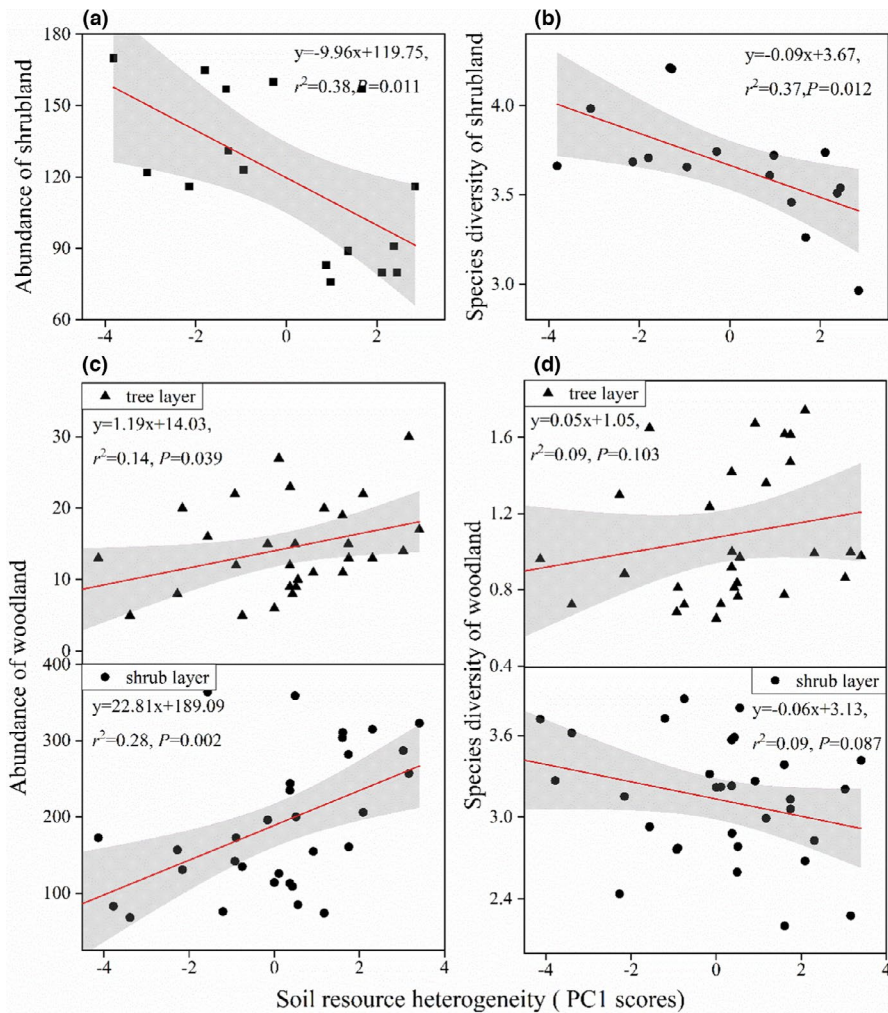 (a)
180
150
120
90
60
Abundance of shrubland
y=-9.96x+119.75,
r²=0.38, P=0.011
-4
-2
0
2
(b)
4.0
3.5
3.0
Species diversity of shrubland
y=-0.09x+3.67,
r²=0.37,P=0.012
-4
-2
0
2
(c)
tree layer
y=1.19x+14.03,
r²=0.14, P=0.039
30
20
10
0
Abundance of woodland
400
300
200
100
shrub layer
y=22.81x+189.09
r²=0.28, P=0.002
-4
-2
0
2
4
(d)
tree layer
y=0.05x+1.05,
r²=0.09, P=0.103
1.6
1.2
0.8
0.4
Species diversity of woodland
3.6
3.0
2.4
shrub layer
y=-0.06x+3.13,
r²=0.09, P=0.087
-4
-2
0
2
4
Soil resource heterogeneity ( PC1 scores)